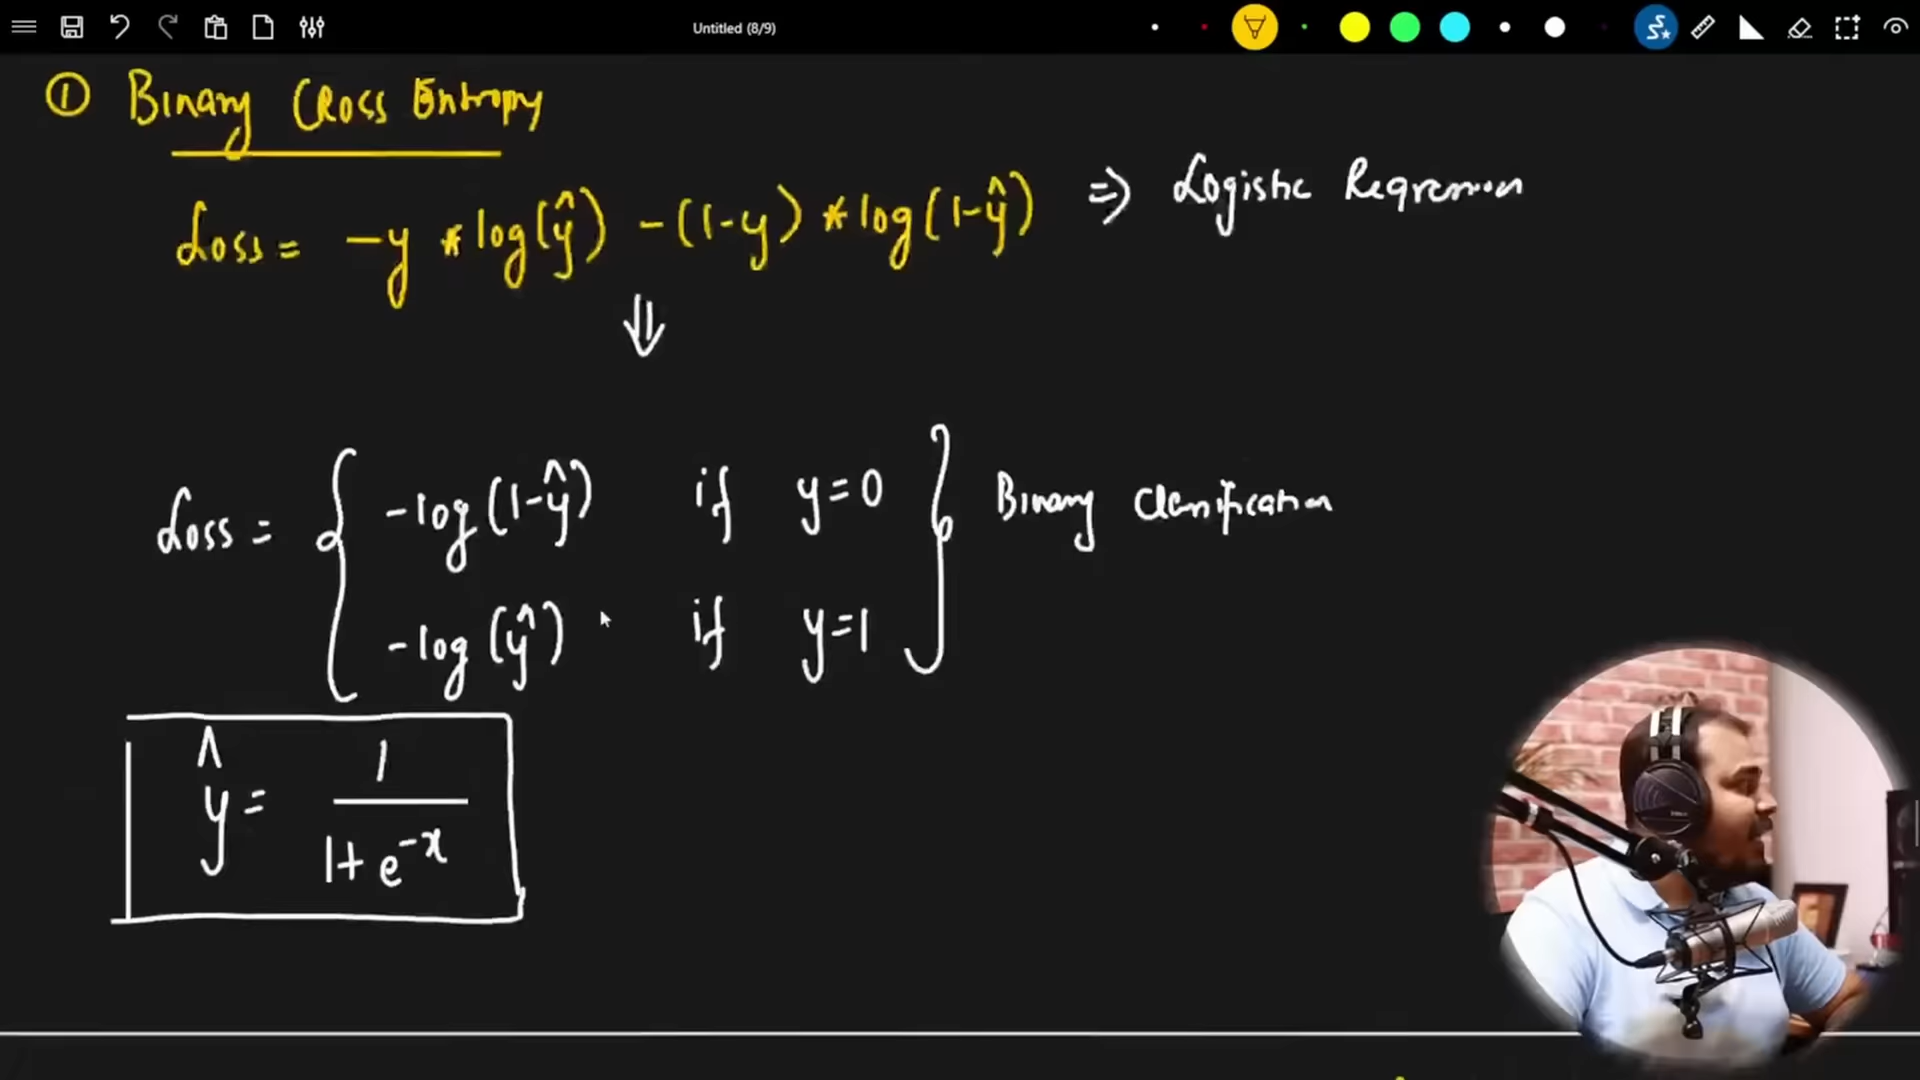 Untitled (8/9)
① Binary Cross Entropy
Loss = -y * log(ŷ) - (1-y) * log(1-ŷ) ⇒ Logistic Regression
⇓
Loss = { -log(1-ŷ) if y=0 } Binary Classification
-log(ŷ) if y=1
ŷ = 1 / 1+e^-x